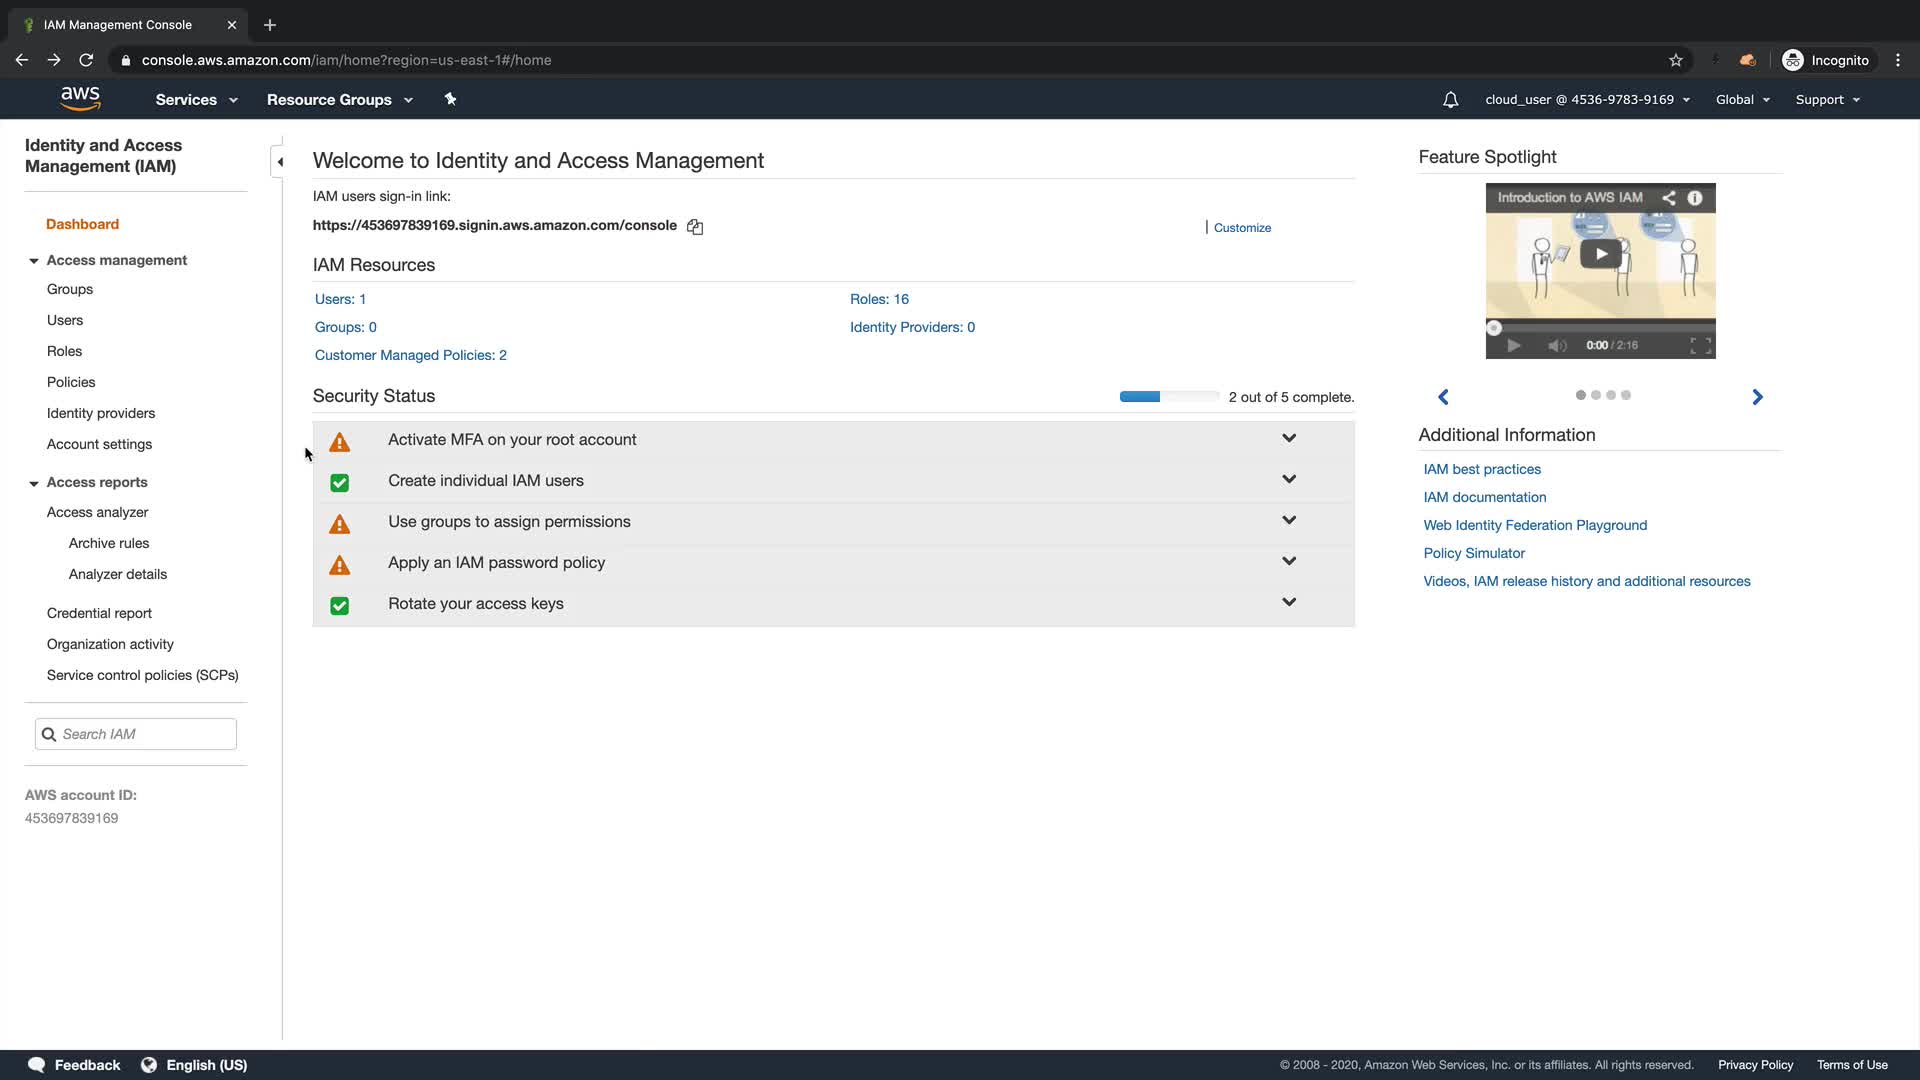 IAM Management Console
console.aws.amazon.com/iam/home?region=us-east-1#/home
Incognito
aws
Services
Resource Groups
cloud_user @ 4536-9783-9169
Global
Support
Identity and Access
Management (IAM)
Dashboard
Access management
Groups
Users
Roles
Policies
Identity providers
Account settings
Access reports
Access analyzer
Archive rules
Analyzer details
Credential report
Organization activity
Service control policies (SCPs)
Search IAM
AWS account ID:
453697839169
Welcome to Identity and Access Management
IAM users sign-in link:
https://453697839169.signin.aws.amazon.com/console
| Customize
IAM Resources
Users: 1
Roles: 16
Groups: 0
Identity Providers: 0
Customer Managed Policies: 2
Security Status
2 out of 5 complete.
Activate MFA on your root account
Create individual IAM users
Use groups to assign permissions
Apply an IAM password policy
Rotate your access keys
Feature Spotlight
Introduction to AWS IAM
0:00 / 2:16
Additional Information
IAM best practices
IAM documentation
Web Identity Federation Playground
Policy Simulator
Videos, IAM release history and additional resources
Feedback
English (US)
© 2008 - 2020, Amazon Web Services, Inc. or its affiliates. All rights reserved.
Privacy Policy
Terms of Use